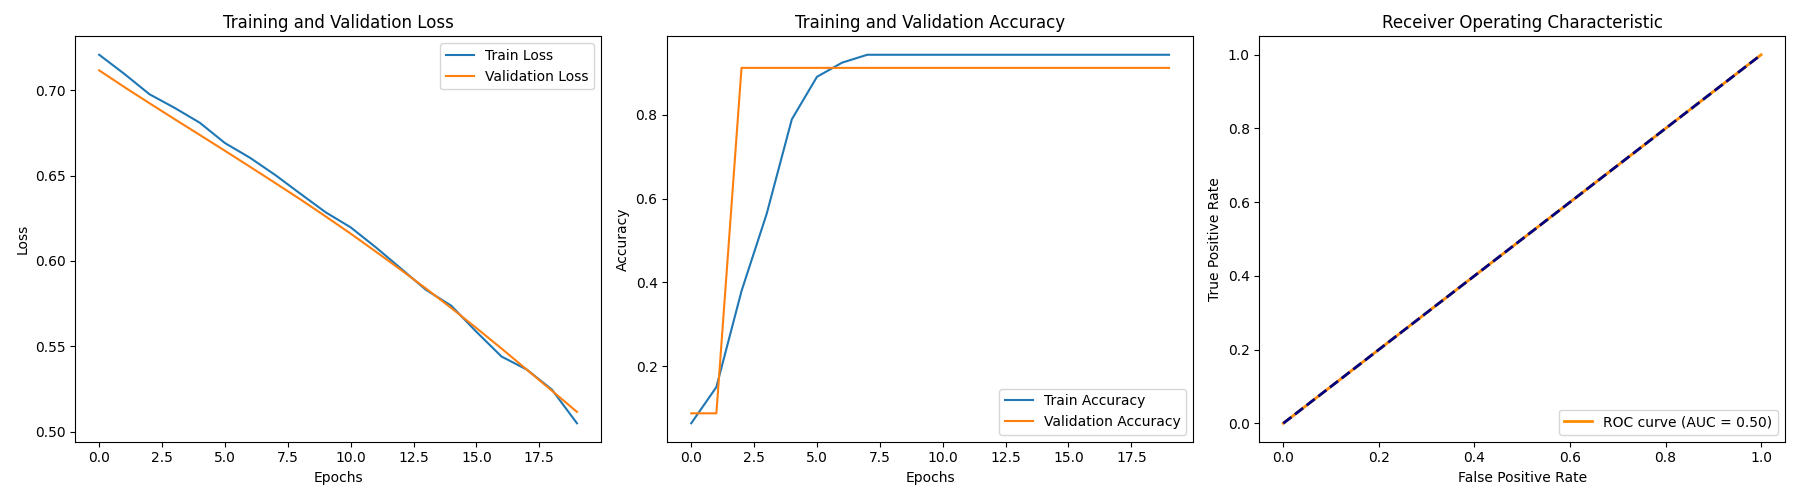 Training and Validation Loss
Train Loss
Validation Loss
0.70
0.65
0.60
0.55
0.50
Loss
0.0 2.5 5.0 7.5 10.0 12.5 15.0 17.5
Epochs
Training and Validation Accuracy
0.8
0.6
0.4
0.2
Accuracy
Train Accuracy
Validation Accuracy
0.0 2.5 5.0 7.5 10.0 12.5 15.0 17.5
Epochs
Receiver Operating Characteristic
1.0
0.8
0.6
0.4
0.2
0.0
True Positive Rate
ROC curve (AUC = 0.50)
0.0 0.2 0.4 0.6 0.8 1.0
False Positive Rate